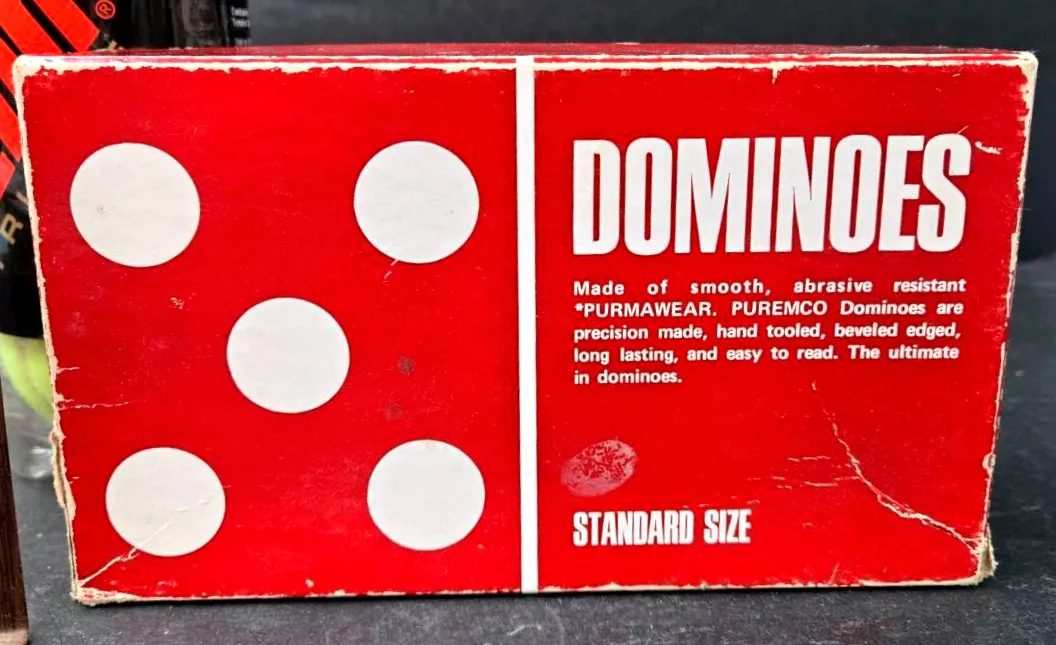 DOMINOES
Made of smooth, abrasive resistant
*PURMAWEAR. PUREMCO Dominoes are
precision made, hand tooled, beveled edged,
long lasting, and easy to read. The ultimate
in dominoes.
STANDARD SIZE
®